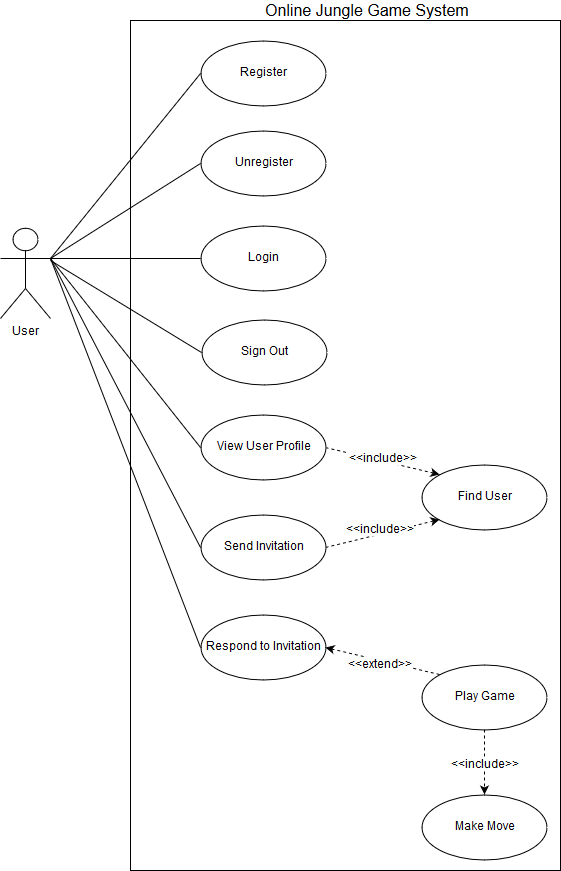 Online Jungle Game System
Register
Unregister
Login
User
Sign Out
View User Profile
<<include>>
Find User
<<include>>
Send Invitation
Respond to Invitation
<<extend>>
Play Game
<<include>>
Make Move